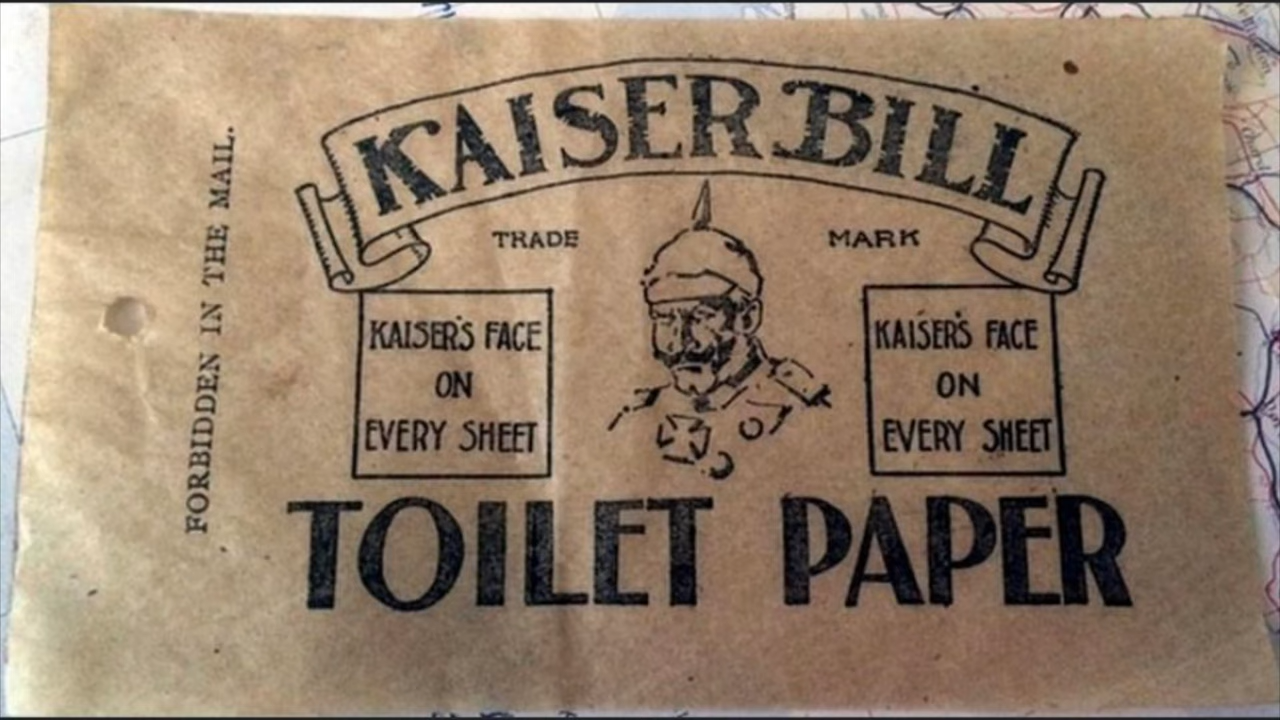 KAISER BILL
TRADE MARK
KAISER'S FACE
ON
EVERY SHEET
KAISER'S FACE
ON
EVERY SHEET
TOILET PAPER
FORBIDDEN IN THE MAIL.